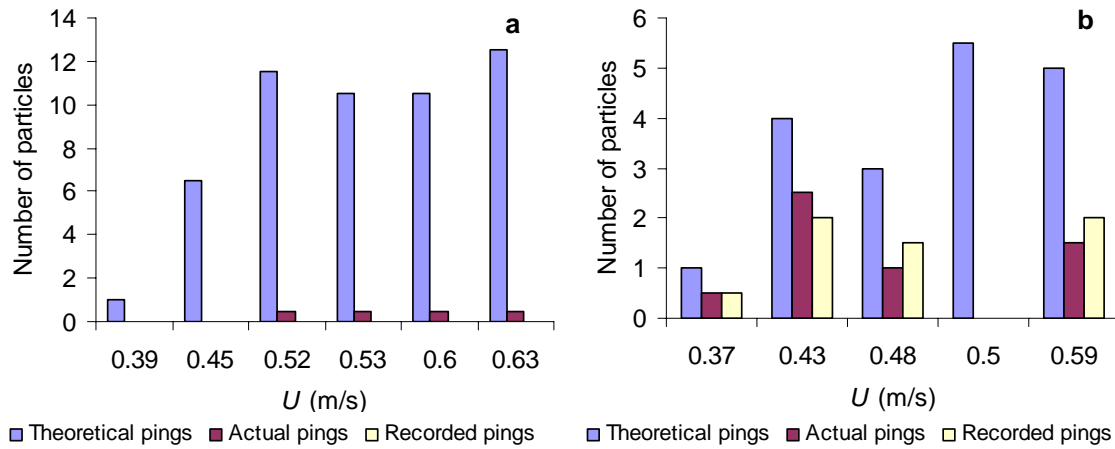 a
Number of particles
14
12
10
8
6
4
2
0
0.39 0.45 0.52 0.53 0.6 0.63
U (m/s)
Theoretical pings Actual pings Recorded pings
b
Number of particles
6
5
4
3
2
1
0
0.37 0.43 0.48 0.5 0.59
U (m/s)
Theoretical pings Actual pings Recorded pings